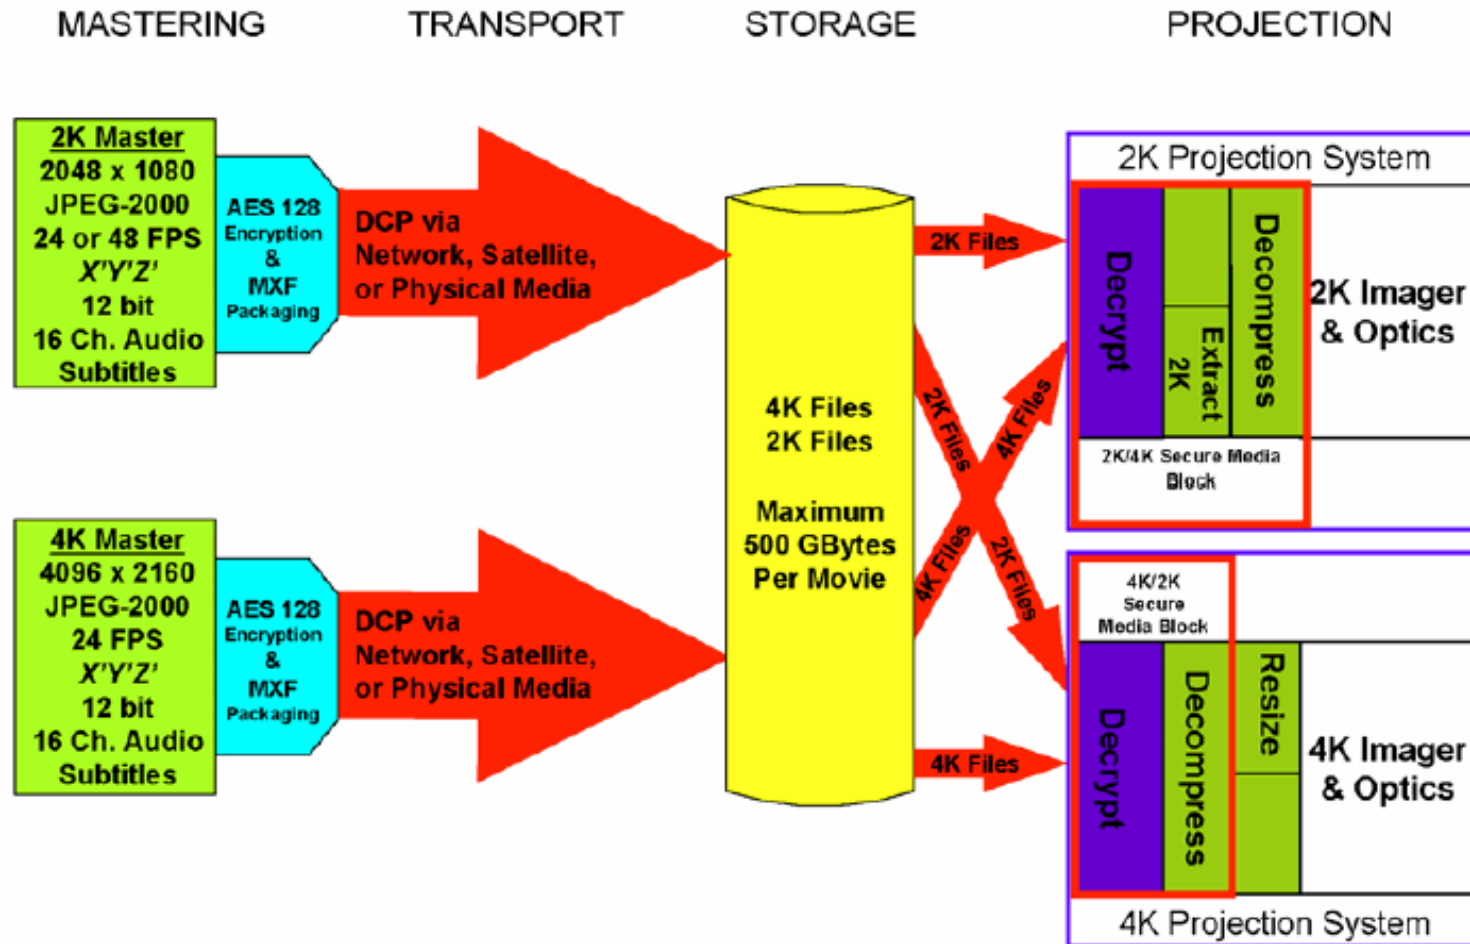 MASTERING
TRANSPORT
STORAGE
PROJECTION
2K Master
2048 x 1080
JPEG-2000
24 or 48 FPS
X'Y'Z'
12 bit
16 Ch. Audio
Subtitles
AES 128
Encryption
&
MXF
Packaging
DCP via
Network, Satellite,
or Physical Media
4K Master
4096 x 2160
JPEG-2000
24 FPS
X'Y'Z'
12 bit
16 Ch. Audio
Subtitles
AES 128
Encryption
&
MXF
Packaging
DCP via
Network, Satellite,
or Physical Media
4K Files
2K Files
Maximum
500 GBytes
Per Movie
2K Files
2K Files
4K Files
4K Files
2K Files
4K Files
2K Projection System
Decrypt
Extract
2K
Decompress
2K Imager
& Optics
2K/4K Secure Media
Block
4K/2K
Secure
Media Block
Decrypt
Decompress
Resize
4K Imager
& Optics
4K Projection System